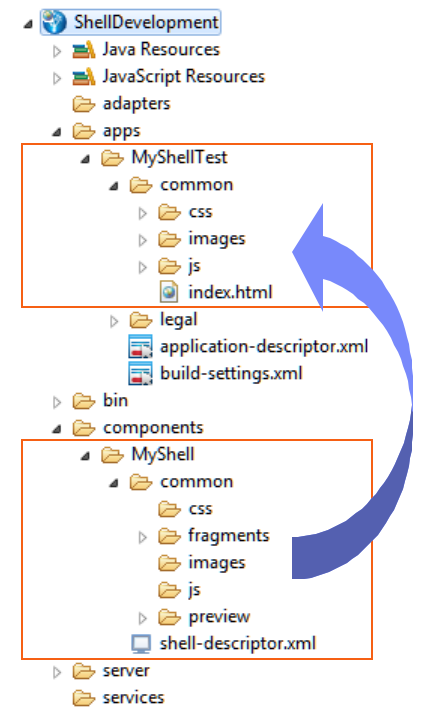 ShellDevelopment
Java Resources
JavaScript Resources
adapters
apps
MyShellTest
common
css
images
js
index.html
legal
application-descriptor.xml
build-settings.xml
bin
components
MyShell
common
css
fragments
images
js
preview
shell-descriptor.xml
server
services